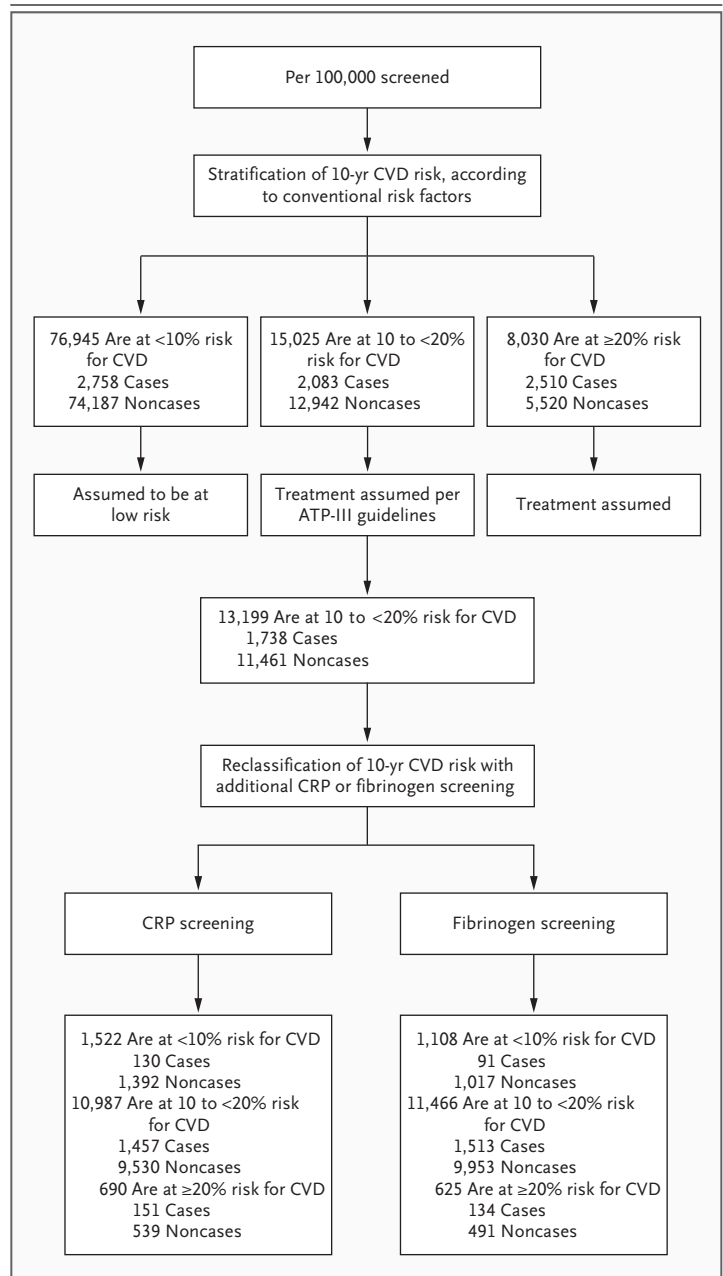 Per 100,000 screened
Stratification of 10-yr CVD risk, according
to conventional risk factors
76,945 Are at <10% risk
for CVD
2,758 Cases
74,187 Noncases
15,025 Are at 10 to <20%
risk for CVD
2,083 Cases
12,942 Noncases
8,030 Are at ≥20% risk
for CVD
2,510 Cases
5,520 Noncases
Assumed to be at
low risk
Treatment assumed per
ATP-III guidelines
Treatment assumed
13,199 Are at 10 to <20% risk for CVD
1,738 Cases
11,461 Noncases
Reclassification of 10-yr CVD risk with
additional CRP or fibrinogen screening
CRP screening
Fibrinogen screening
1,522 Are at <10% risk for CVD
130 Cases
1,392 Noncases
10,987 Are at 10 to <20% risk
for CVD
1,457 Cases
9,530 Noncases
690 Are at ≥20% risk for CVD
151 Cases
539 Noncases
1,108 Are at <10% risk for CVD
91 Cases
1,017 Noncases
11,466 Are at 10 to <20% risk
for CVD
1,513 Cases
9,953 Noncases
625 Are at ≥20% risk for CVD
134 Cases
491 Noncases